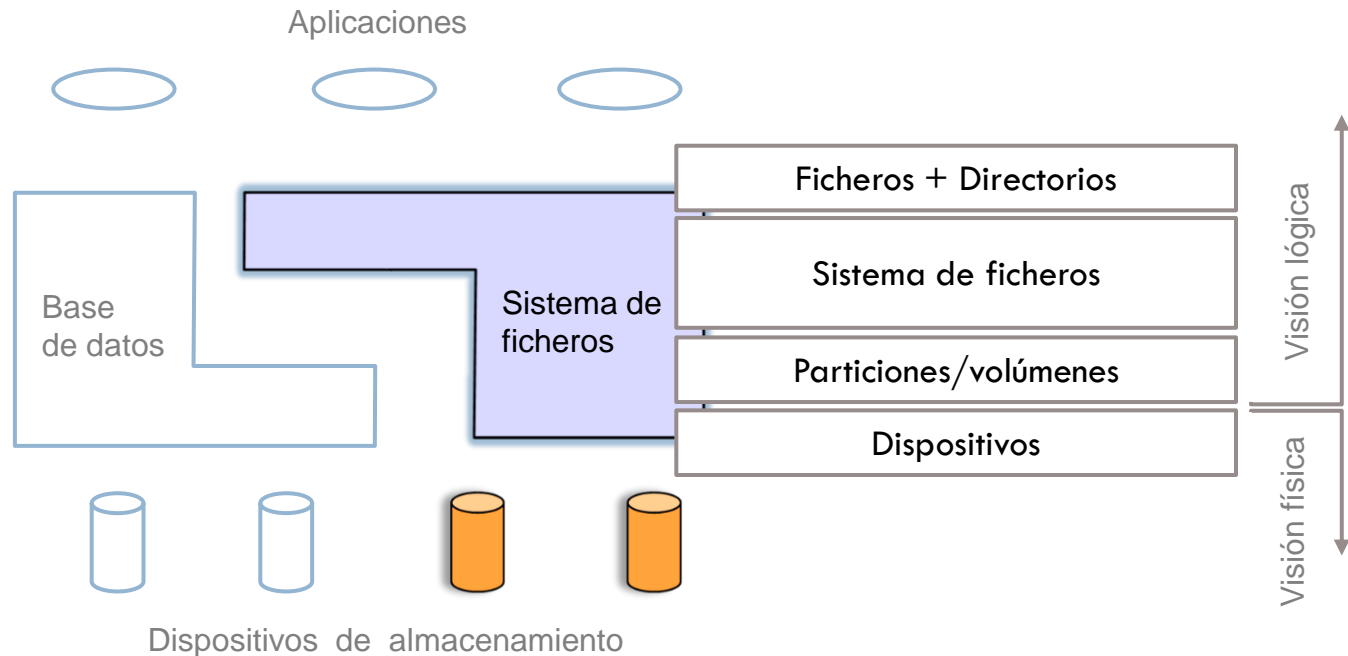 Aplicaciones
Ficheros + Directorios
Sistema de ficheros
Particiones/volúmenes
Dispositivos
Visión lógica
Visión física
Base
de datos
Sistema de
ficheros
Dispositivos de almacenamiento